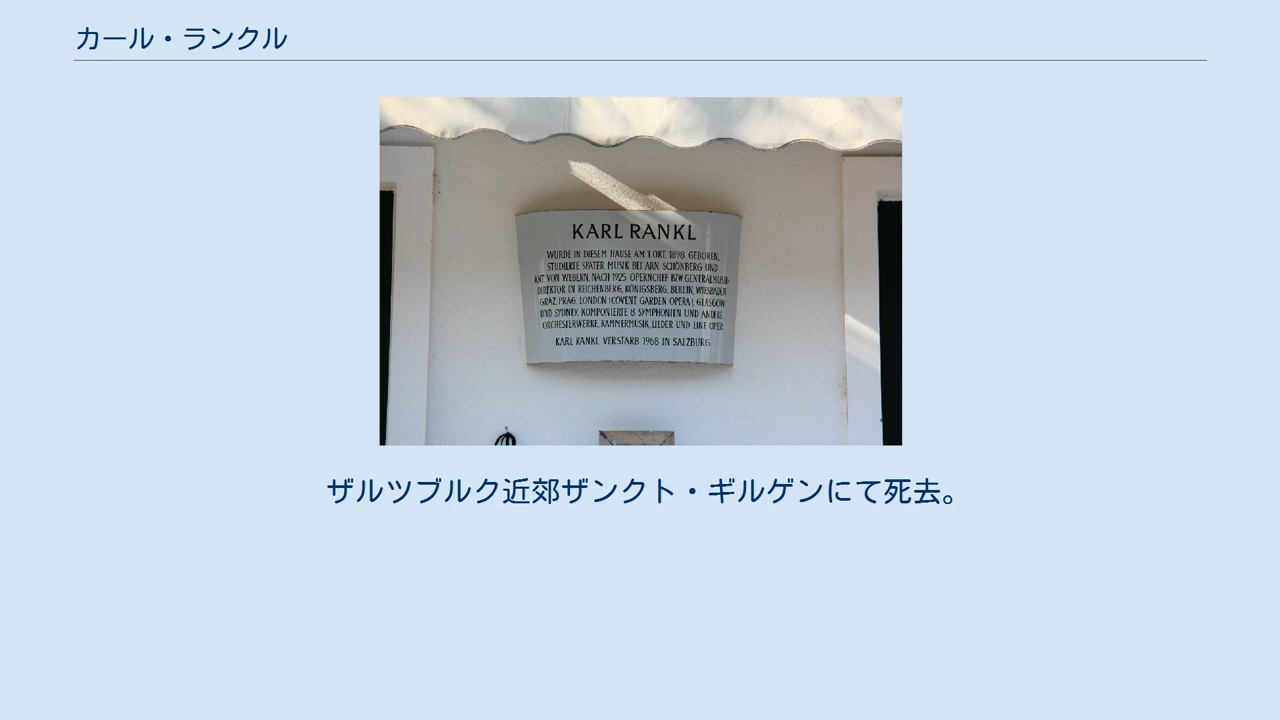 カール・ランクル
KARL RANKL
WURDE IN DIESEM HAUSE AM 1.OKT. 1898 GEBOREN,
STUDIERTE SPÄTER MUSIK BEI ARN. SCHÖNBERG UND
ANT. VON WEBERN. NACH 1925 OPERNCHEF BZW GENERALMUSIK-
DIREKTOR IN REICHENBERG, KÖNIGSBERG, BERLIN, WIESBADEN
GRAZ, PRAG, LONDON (COVENT GARDEN OPERA), GLASGOW
UND SYDNEY. KOMPONIERTE 8 SYMPHONIEN UND ANDERE
ORCHESTERWERKE, KAMMERMUSIK, LIEDER UND EINE OPER
KARL RANKL VERSTARB 1968 IN SALZBURG
ザルツブルク近郊ザンクト・ギルゲンにて死去。